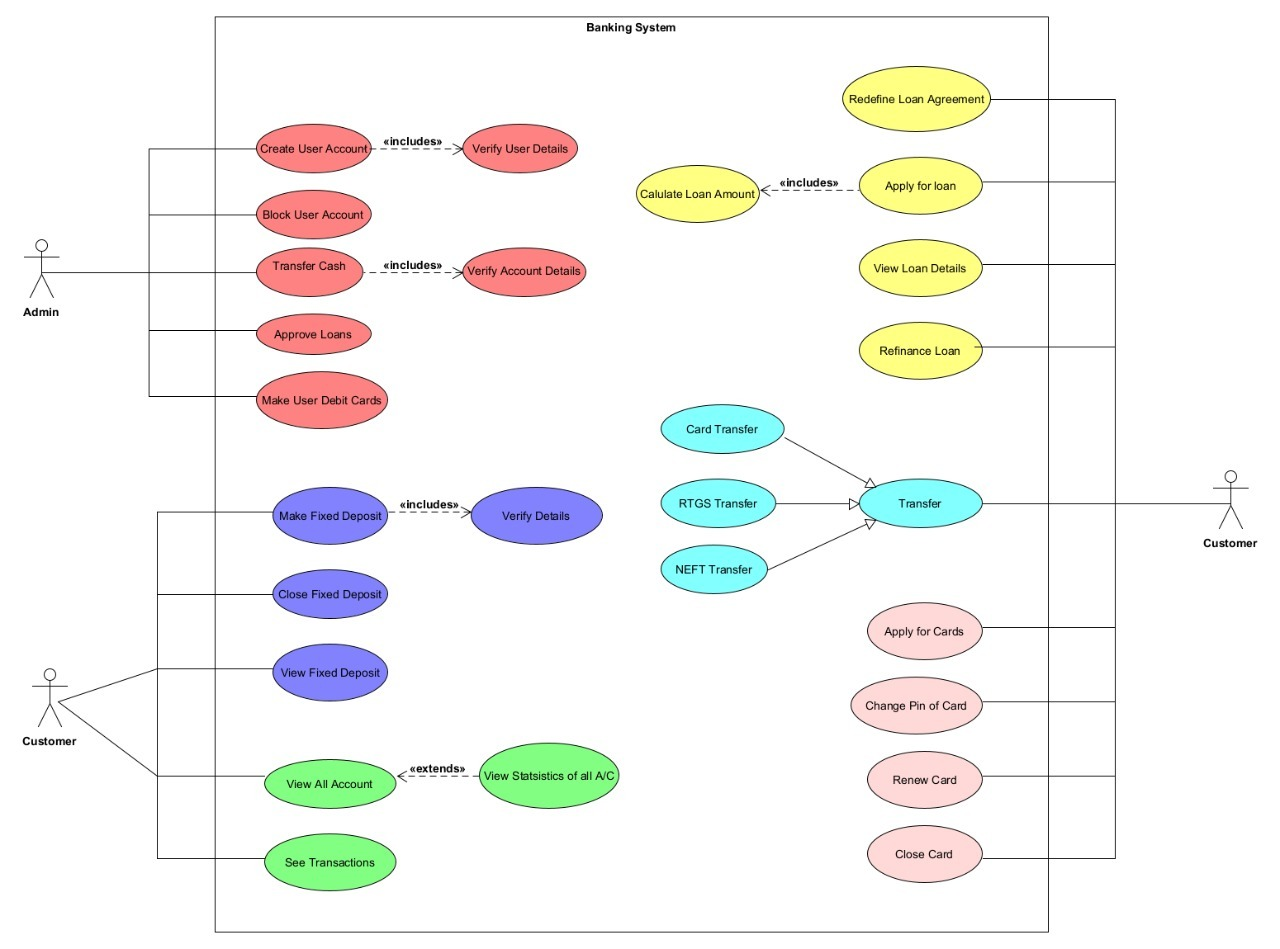 Banking System
Redefine Loan Agreement
Create User Account
«includes»
Verify User Details
Calulate Loan Amount
«includes»
Apply for loan
Block User Account
Transfer Cash
«includes»
Verify Account Details
View Loan Details
Admin
Approve Loans
Refinance Loan
Make User Debit Cards
Card Transfer
Make Fixed Deposit
«includes»
Verify Details
RTGS Transfer
Transfer
Customer
NEFT Transfer
Close Fixed Deposit
Apply for Cards
View Fixed Deposit
Change Pin of Card
Customer
View All Account
«extends»
View Statsistics of all A/C
Renew Card
See Transactions
Close Card